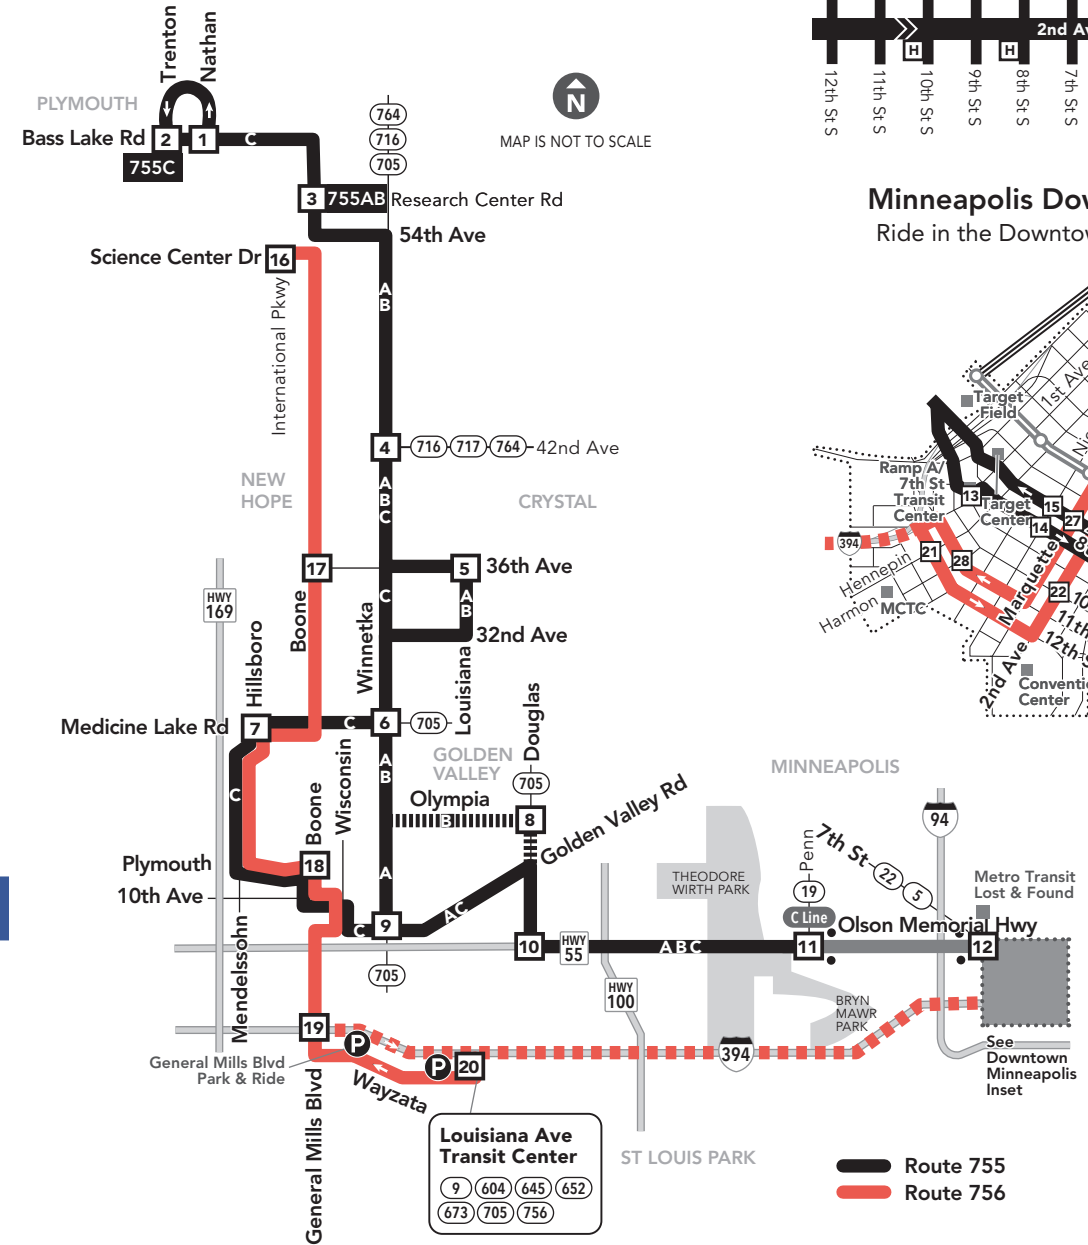 Trenton
Nathan
PLYMOUTH
Bass Lake Rd
2
1
C
755C
764
716
705
N
MAP IS NOT TO SCALE
3
755AB
Research Center Rd
54th Ave
Science Center Dr
16
International Pkwy
A
B
4
716
717
764
42nd Ave
NEW
HOPE
CRYSTAL
A
B
C
17
5
36th Ave
C
A
B
32nd Ave
HWY
169
Boone
Winnetka
Louisiana
Hillsboro
Medicine Lake Rd
7
C
6
705
Douglas
A
B
GOLDEN
VALLEY
705
Wisconsin
Olympia
B
8
Golden Valley Rd
C
Boone
Plymouth
18
10th Ave
A
C
9
AC
10
HWY
55
A B C
705
Mendelssohn
HWY
100
THEODORE
WIRTH PARK
MINNEAPOLIS
Penn
19
C Line
11
7th St
22
5
94
Metro Transit
Lost & Found
Olson Memorial Hwy
12
BRYN
MAWR
PARK
19
General Mills Blvd
Park & Ride
P
P
20
Wayzata
General Mills Blvd
394
See
Downtown
Minneapolis
Inset
Louisiana Ave
Transit Center
9
604
645
652
673
705
756
ST LOUIS PARK
Route 755
Route 756
2nd Av
H
H
12th St S
11th St S
10th St S
9th St S
8th St S
7th St S
Minneapolis Dow
Ride in the Downtow
Target
Field
1st Ave
Ramp A/
7th St
Transit
Center
13
Target
Center
15
14
27
394
21
28
22
Hennepin
Harmon
MCTC
Marquette
10
11th
12th S
2nd Ave
Conventi
Center